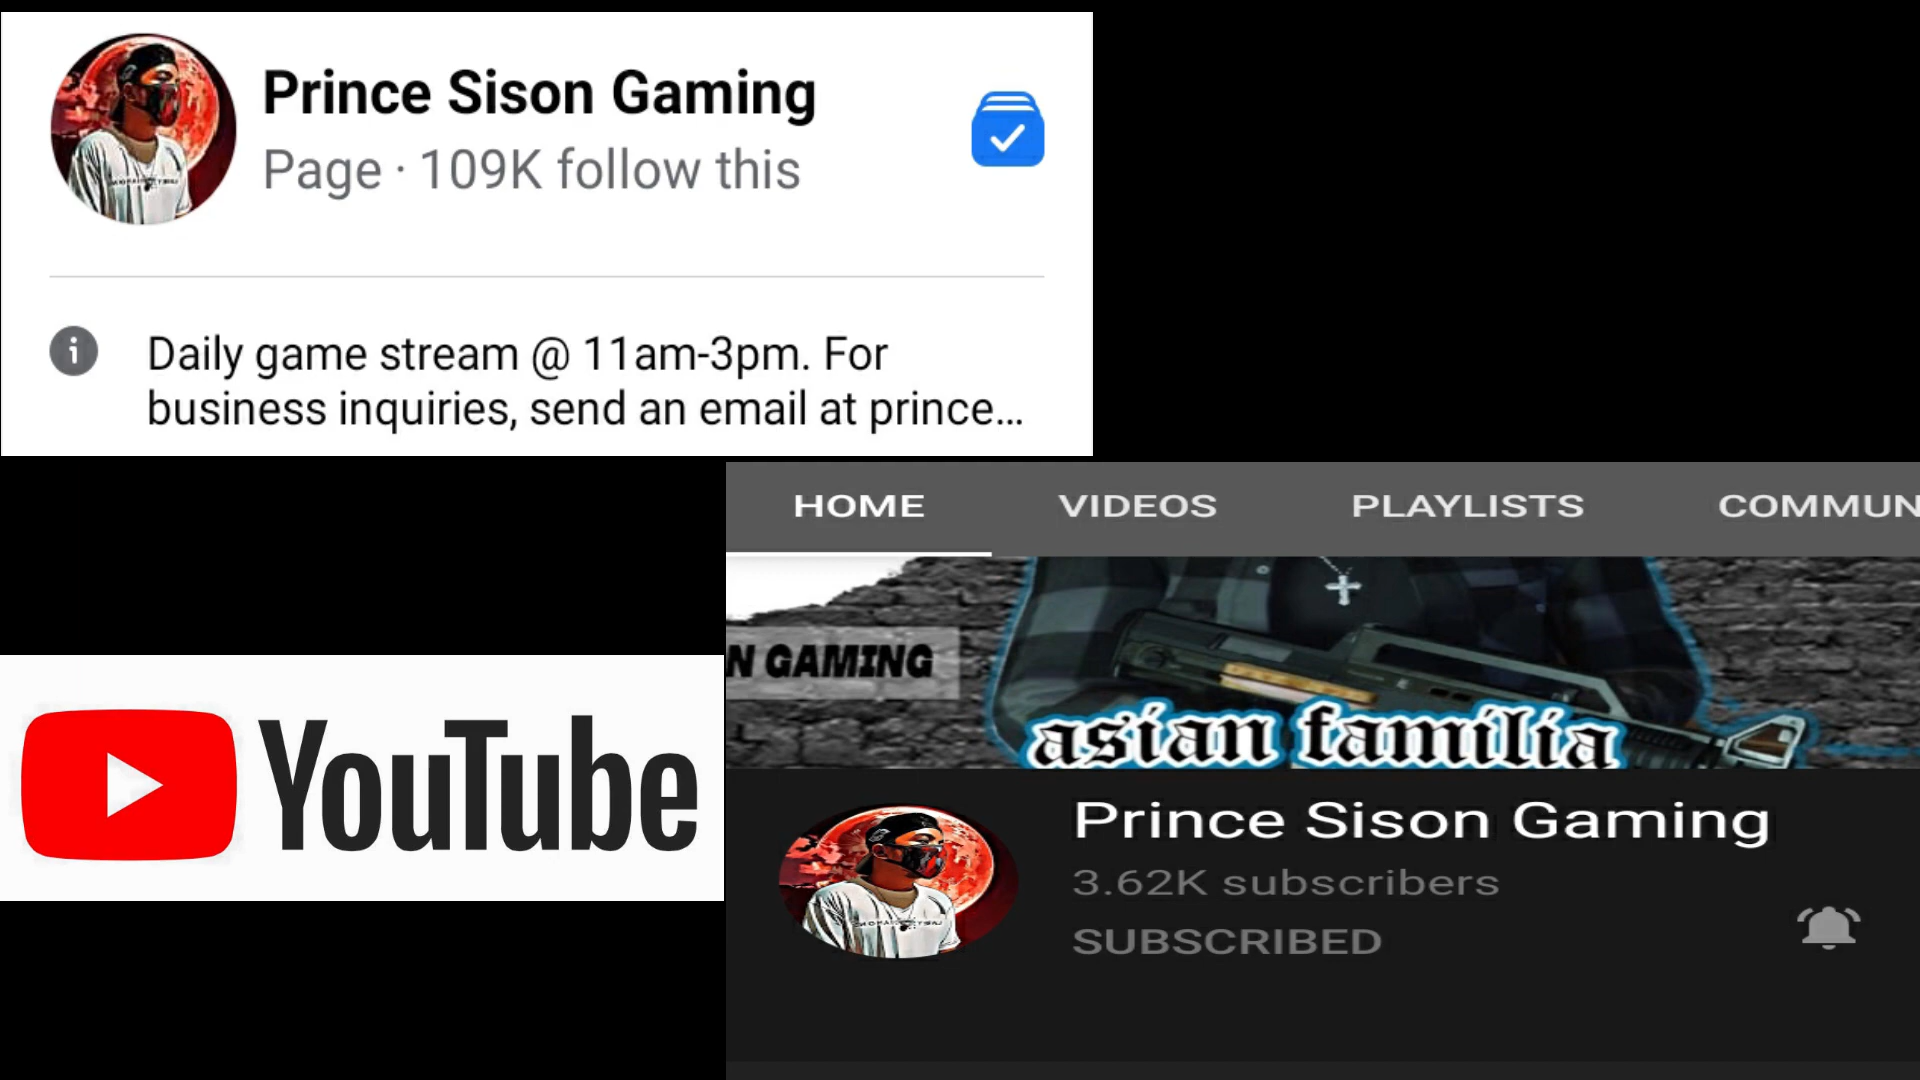 Prince Sison Gaming
Page · 109K follow this
Daily game stream @ 11am-3pm. For
business inquiries, send an email at prince...
HOME VIDEOS PLAYLISTS COMMUN
N GAMING
asian familia
YouTube
Prince Sison Gaming
3.62K subscribers
SUBSCRIBED